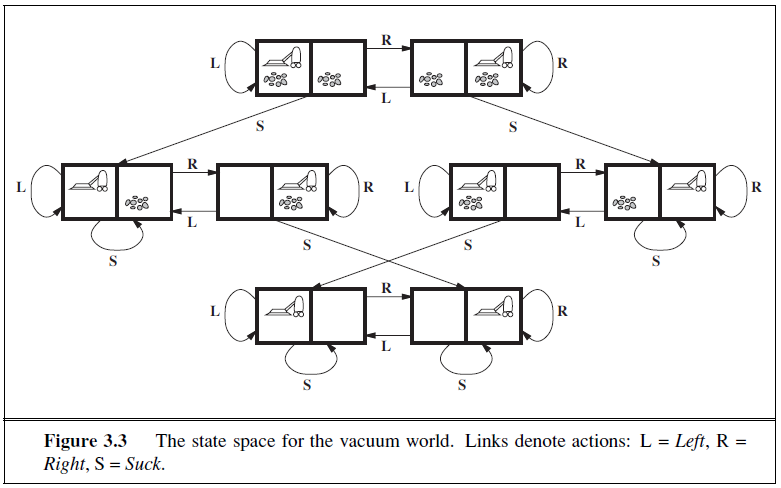 R
L R
L
S S
R R
L R L R
L L
S S S S
R
L R
L
S S
Figure 3.3 The state space for the vacuum world. Links denote actions: L = Left, R =
Right, S = Suck.